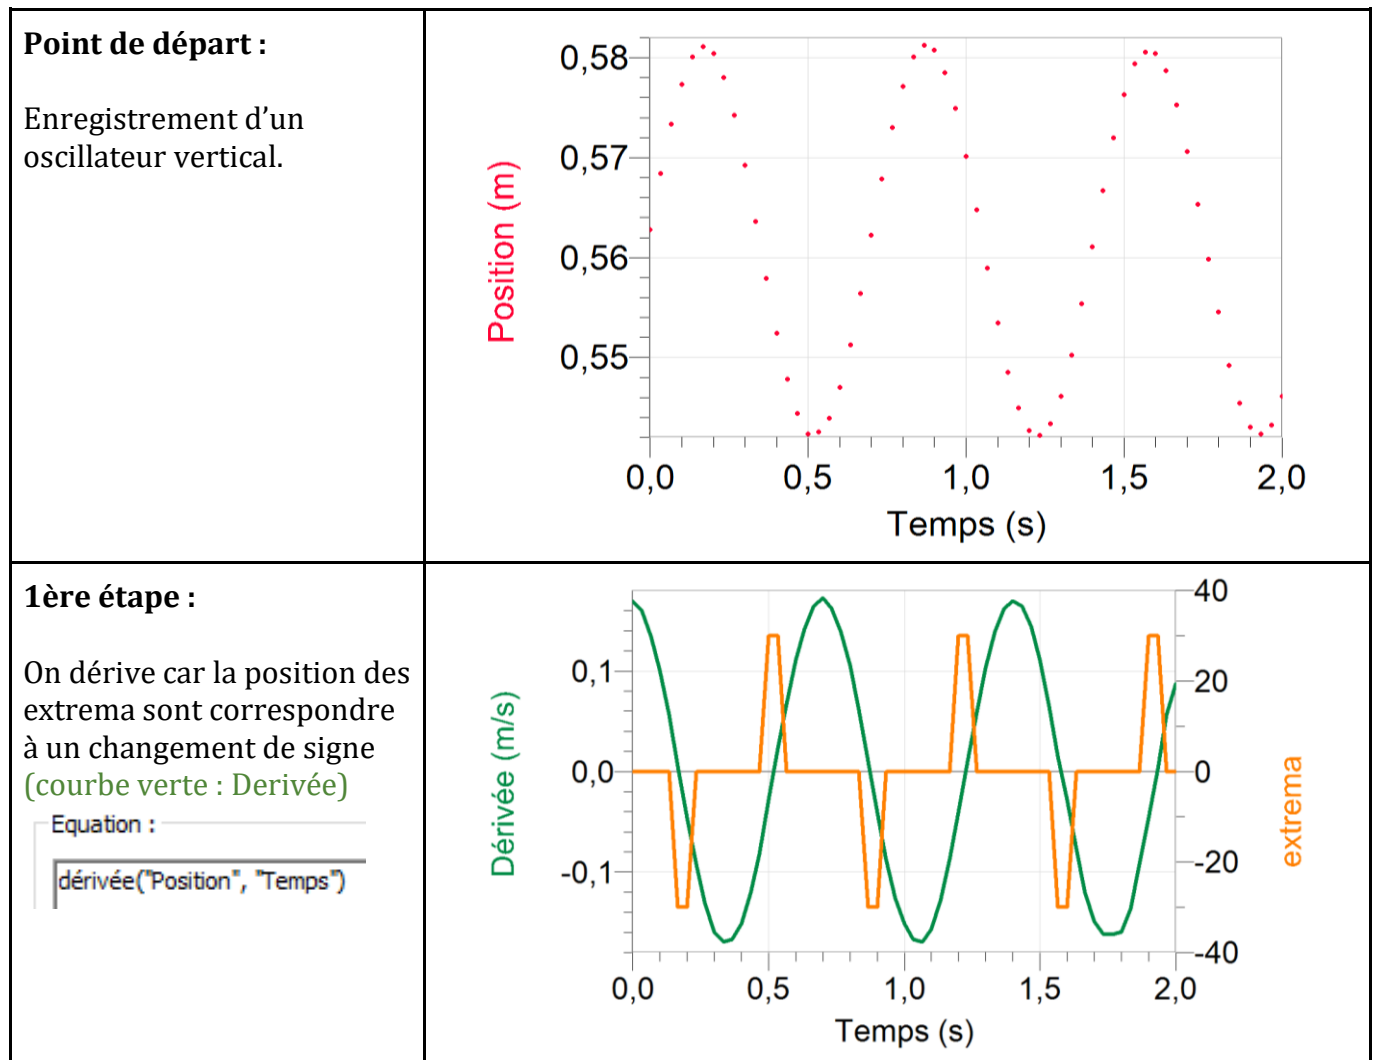 Point de départ :
Enregistrement d'un
oscillateur vertical.
0,58
0,57
0,56
0,55
Position (m)
0,0 0,5 1,0 1,5 2,0
Temps (s)
1ère étape :
On dérive car la position des
extrema sont correspondre
à un changement de signe
(courbe verte : Derivée)
Equation :
dérivée("Position", "Temps")
0,1
0,0
-0,1
Dérivée (m/s)
40
20
0
-20
-40
extrema
0,0 0,5 1,0 1,5 2,0
Temps (s)